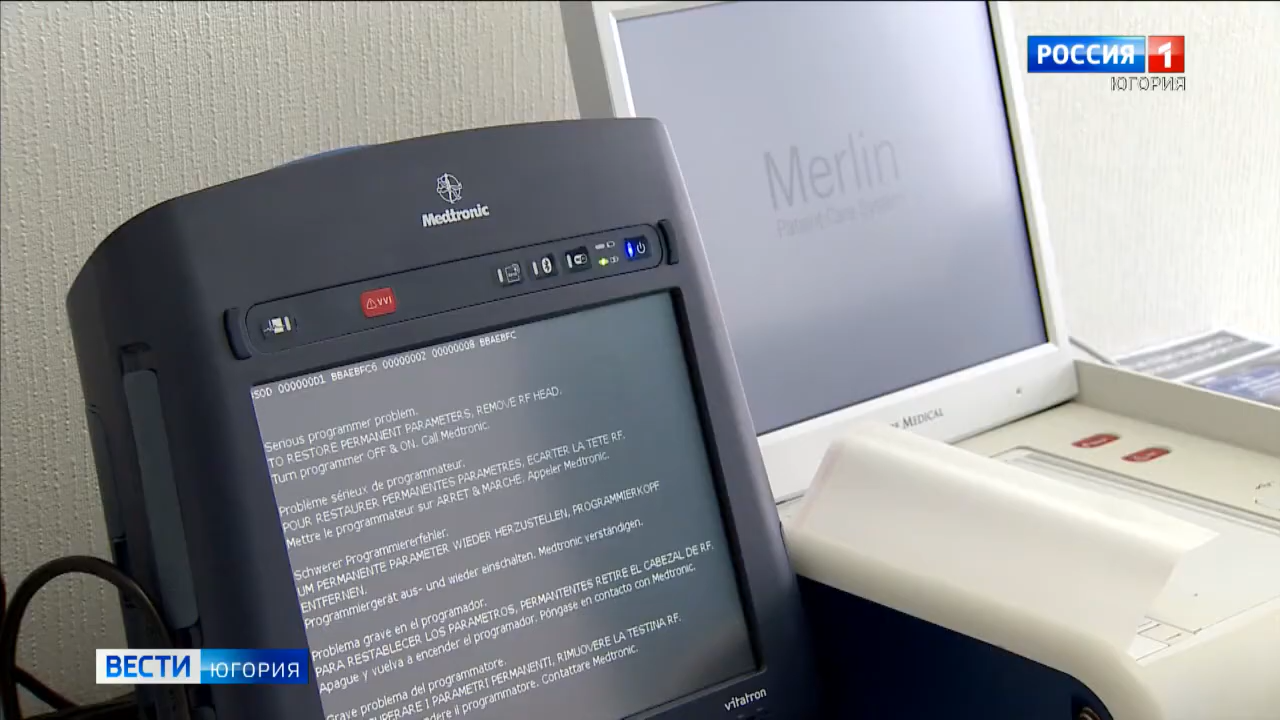 РОССИЯ 1
ЮГОРИЯ
Merlin
Patient Care System
Medtronic
VVI
ISOD 00000001 BBAEBFC6 00000002 00000008 BBAEBFC
Serious programmer problem.
TO RESTORE PERMANENT PARAMETERS, REMOVE RF HEAD.
Turn programmer OFF & ON. Call Medtronic.
Problème sérieux de programmateur.
POUR RESTAURER PERMANENTES PARAMETRES, ECARTER LA TETE RF.
Mettre le programmateur sur ARRET & MARCHE. Appeler Medtronic.
Schwerer Programmiererfehler.
UM PERMANENTE PARAMETER WIEDER HERZUSTELLEN, PROGRAMMIERKOPF
ENTFERNEN.
Programmiergerät aus- und wieder einschalten. Medtronic verständigen.
Problema grave en el programador.
PARA RESTABLECER LOS PARAMETROS, PERMANTENTES RETIRE EL CABEZAL DE RF.
Apague y vuelva a encender el programador. Póngase en contacto con Medtronic.
Grave problema del programmatore.
I PARAMETRI PERMANENTI, RIMUOVERE LA TESTINA RF.
il programmatore. Contattare Medtronic.
vitatron
MEDICAL
ВЕСТИ ЮГОРИЯ